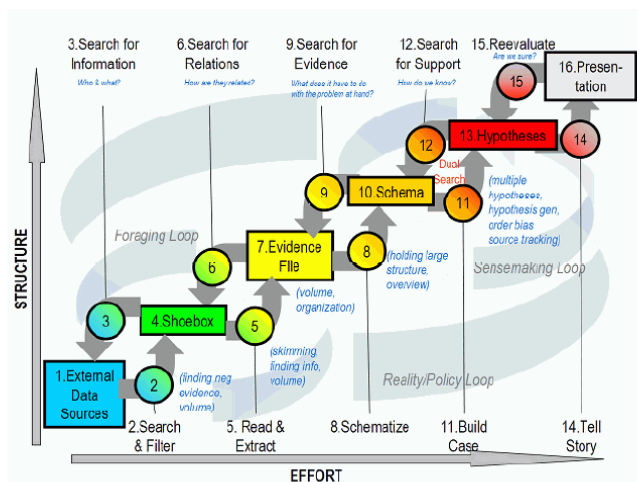 3.Search for
Information
Who & what?
6.Search for
Relations
How are they related?
9.Search for
Evidence
What does it have to do
with the problem at hand?
12.Search
for Support
How do we know?
15.Reevaluate
Are we sure?
15
16.Presen-
tation
12
13.Hypotheses
14
Dual
Search
9
10.Schema
11
(multiple
hypotheses,
hypothesis gen,
order bias
source tracking)
Foraging Loop
7.Evidence
File
8
(holding large
structure,
overview)
Sensemaking Loop
6
(volume,
organization)
3
4.Shoebox
5
(skimming
finding info,
volume)
Reality/Policy Loop
1.External
Data
Sources
2
(finding neg
evidence,
volume)
2.Search
& Filter
5. Read &
Extract
8.Schematize
11.Build
Case
14.Tell
Story
STRUCTURE
EFFORT